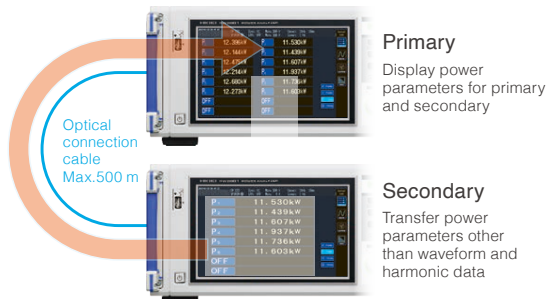 12.386kW
11.530kW
12.144kW
11.439kW
12.475kW
11.607kW
12.214kW
11.937kW
12.680kW
11.736kW
12.273kW
11.603kW
OFF
OFF
OFF
OFF
Primary
Display power
parameters for primary
and secondary
Optical
connection
cable
Max.500 m
11.530kW
11.439kW
11.607kW
11.937kW
11.736kW
11.603kW
OFF
OFF
Secondary
Transfer power
parameters other
than waveform and
harmonic data